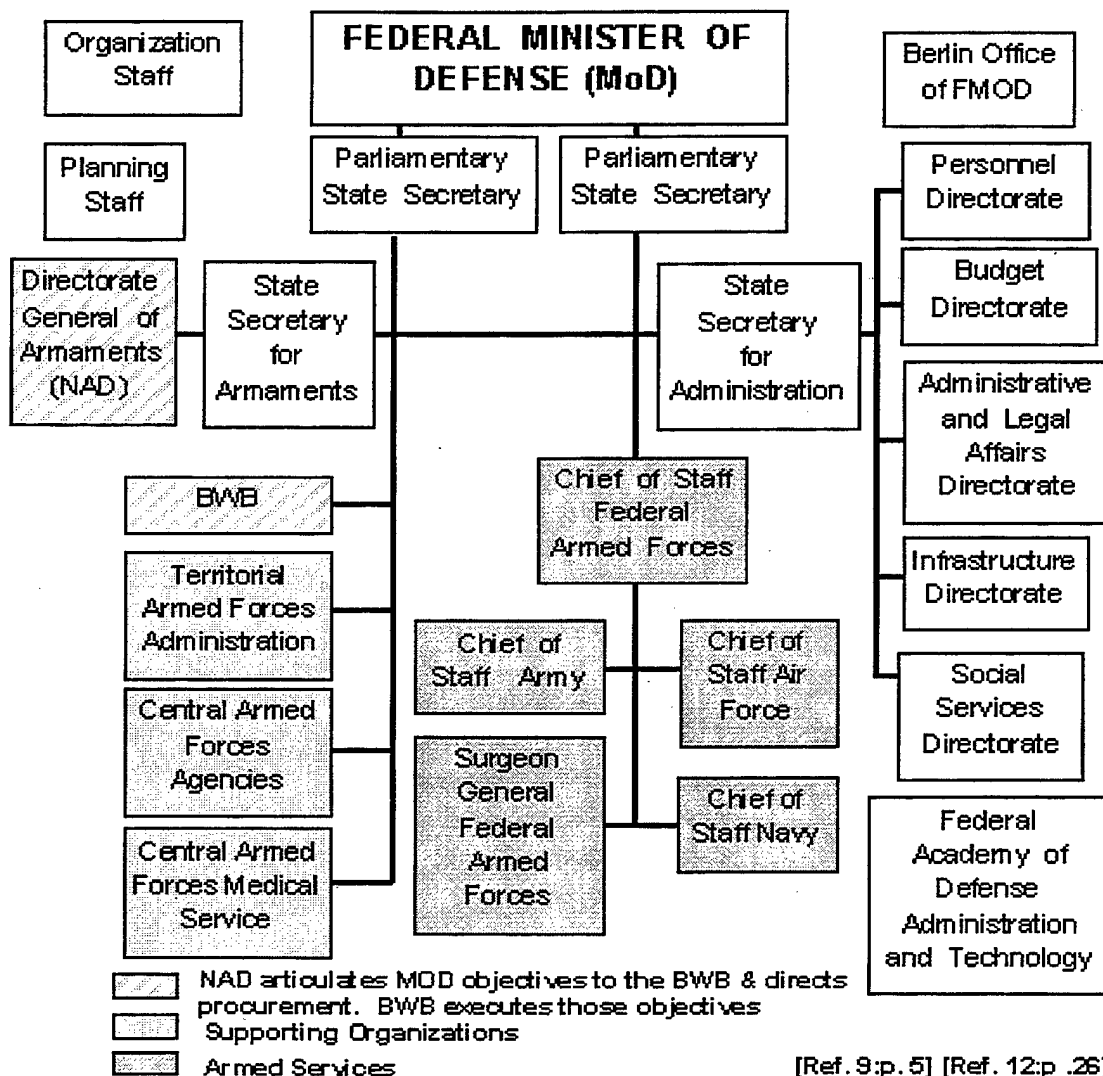 Organization
Staff
FEDERAL MINISTER OF
DEFENSE (MoD)
Berlin Office
of FMOD
Planning
Staff
Parliamentary
State Secretary
Parliamentary
State Secretary
Personnel
Directorate
Directorate
General of
Armaments
(NAD)
State
Secretary
for
Armaments
State
Secretary
for
Administration
Budget
Directorate
Administrative
and Legal
Affairs
Directorate
BWB
Chief of Staff
Federal
Armed Forces
Territorial
Armed Forces
Administration
Infrastructure
Directorate
Chief of
Staff Army
Chief of
Staff Air
Force
Social
Services
Directorate
Central Armed
Forces
Agencies
Surgeon
General
Federal
Armed
Forces
Chief of
Staff Navy
Central Armed
Forces Medical
Service
Federal
Academy of
Defense
Administration
and Technology
NAD articulates MOD objectives to the BWB & directs
procurement. BWB executes those objectives
Supporting Organizations
Armed Services
[Ref. 9:p. 5] [Ref. 12:p .26]